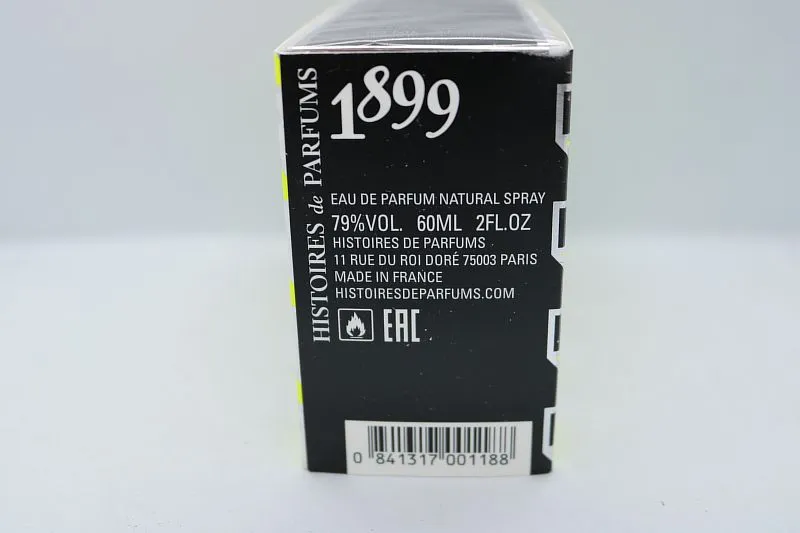 HISTOIRES de PARFUMS
1899
EAU DE PARFUM NATURAL SPRAY
79%VOL. 60ML 2FL.OZ
HISTOIRES DE PARFUMS
11 RUE DU ROI DORÉ 75003 PARIS
MADE IN FRANCE
HISTOIRESDEPARFUMS.COM
EAC
0 841317 001188